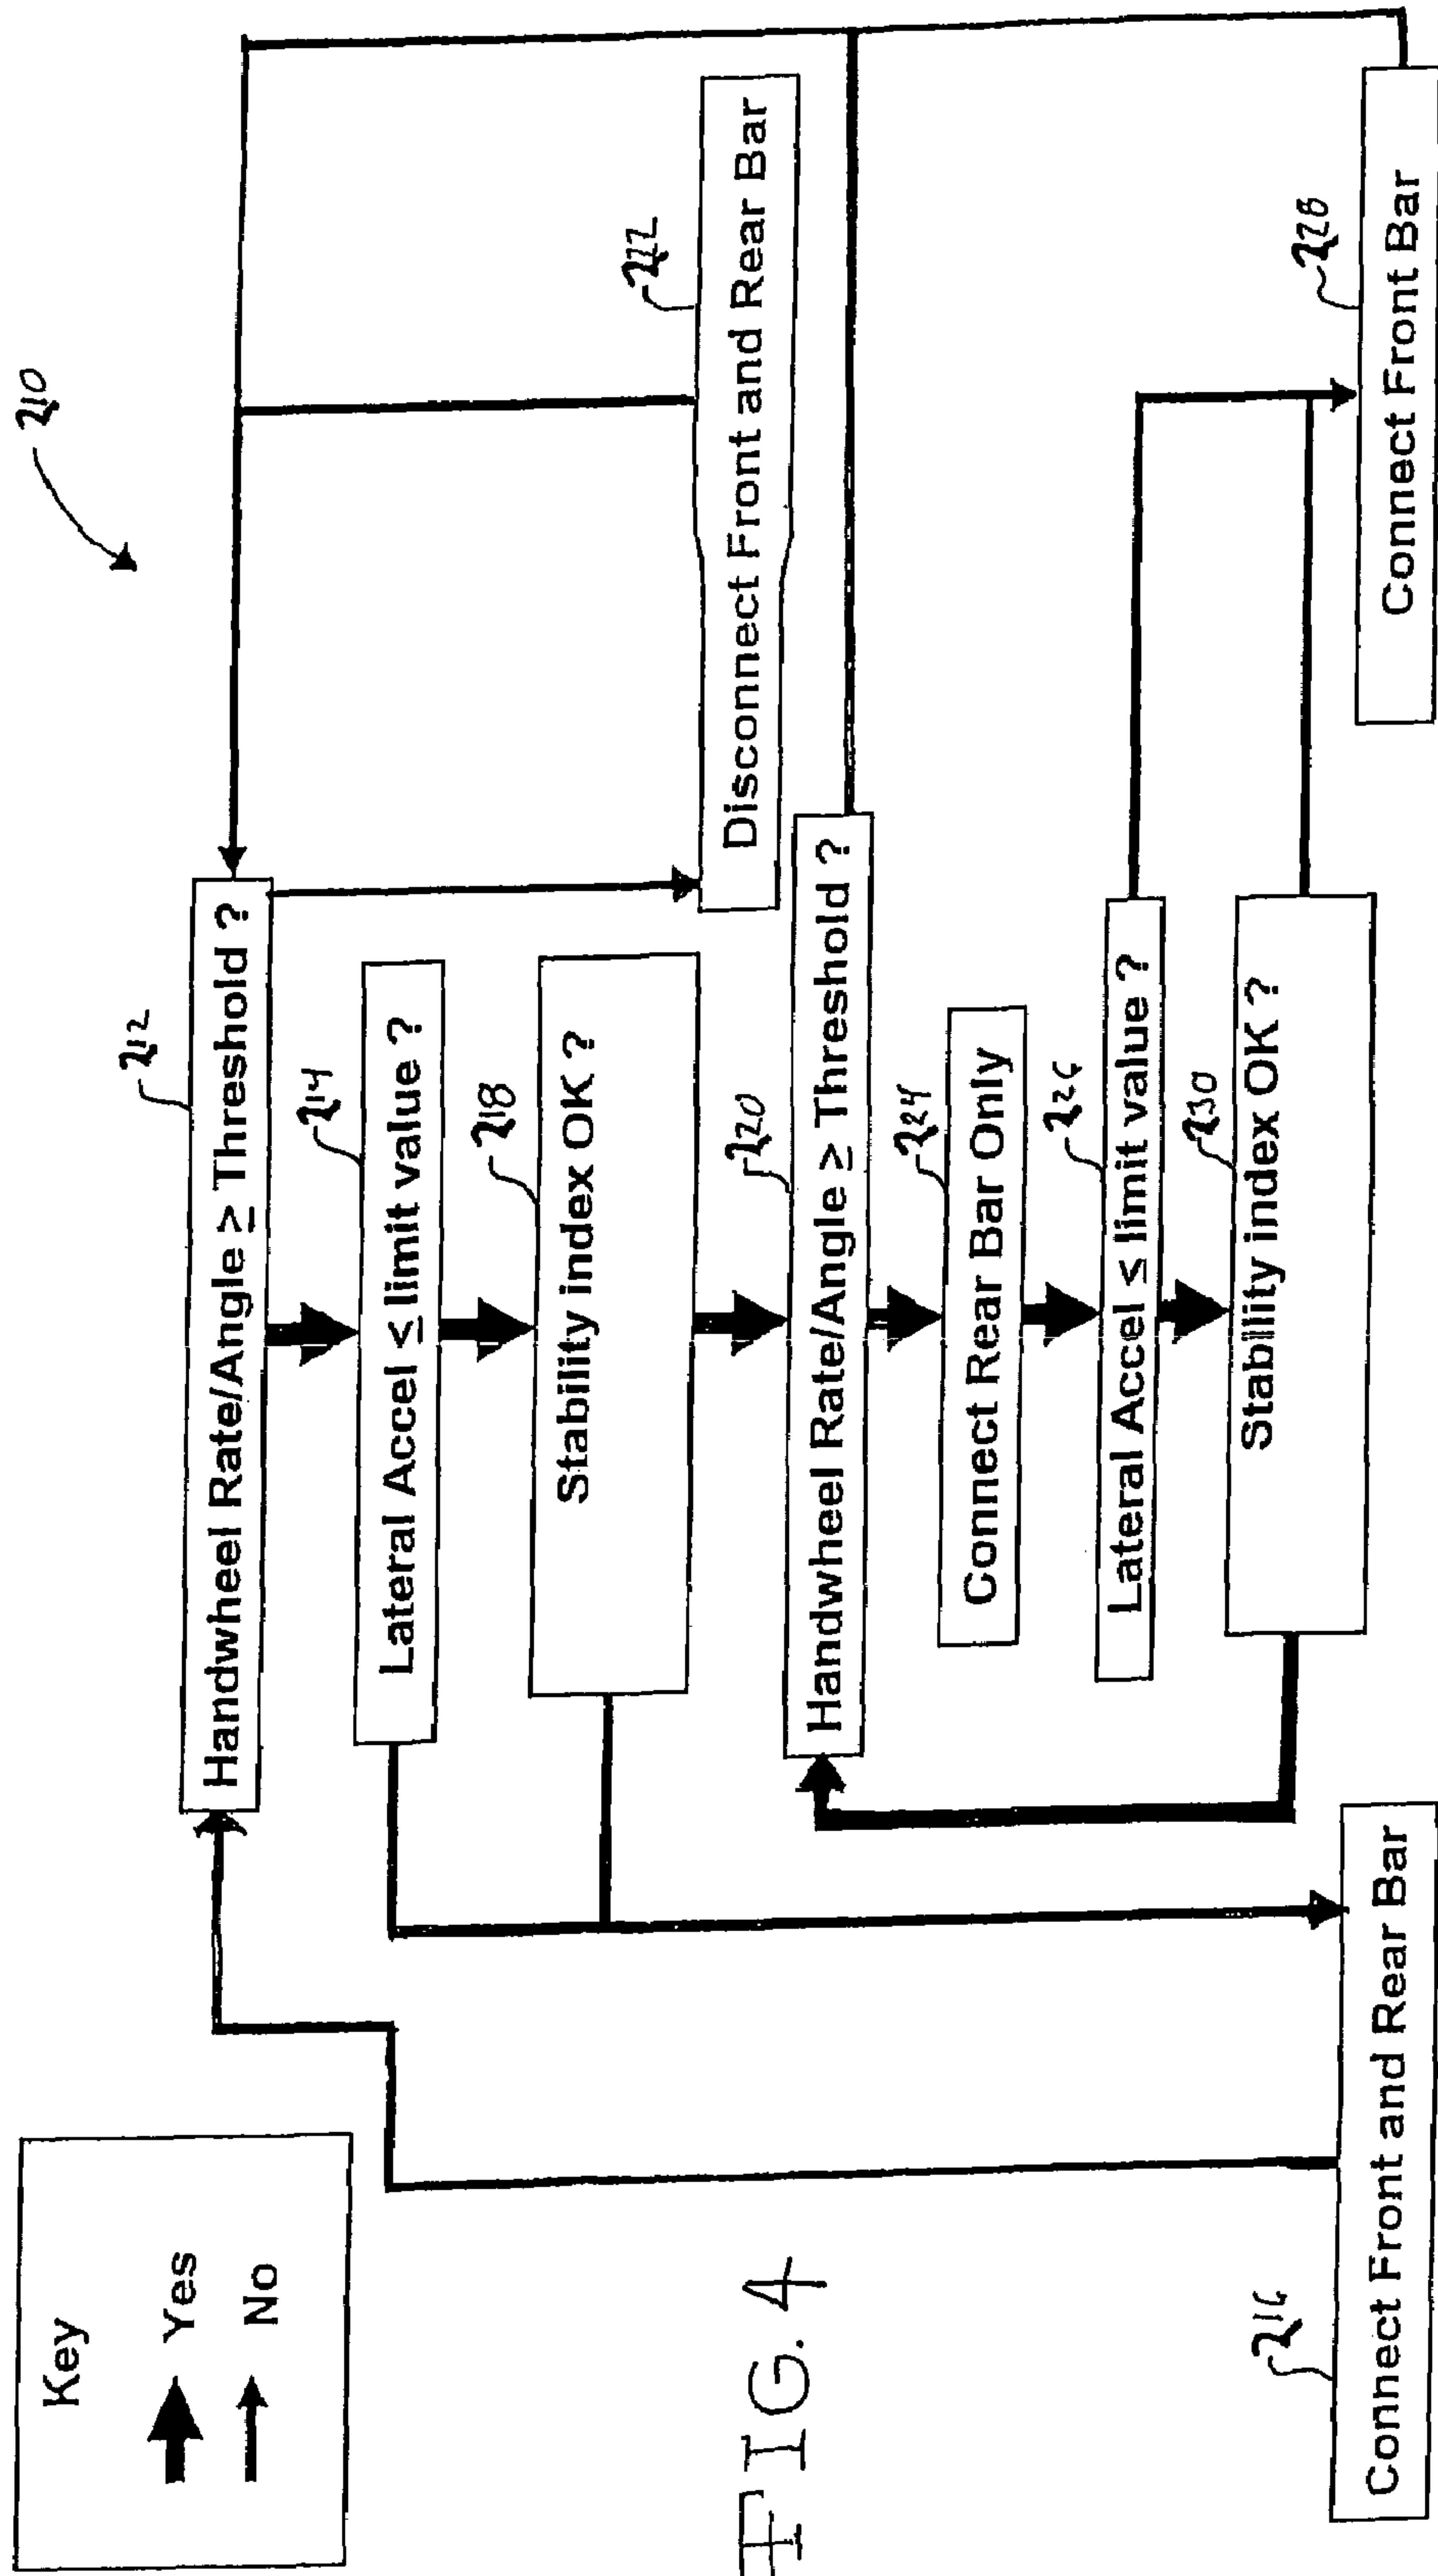 210
Key
Yes
No
212
Handwheel Rate/Angle ≥ Threshold ?
214
Lateral Accel ≤ limit value ?
218
Stability index OK ?
222
Disconnect Front and Rear Bar
220
Handwheel Rate/Angle ≥ Threshold ?
224
Connect Rear Bar Only
226
Lateral Accel ≤ limit value ?
230
Stability index OK ?
216
Connect Front and Rear Bar
228
Connect Front Bar
FIG. 4